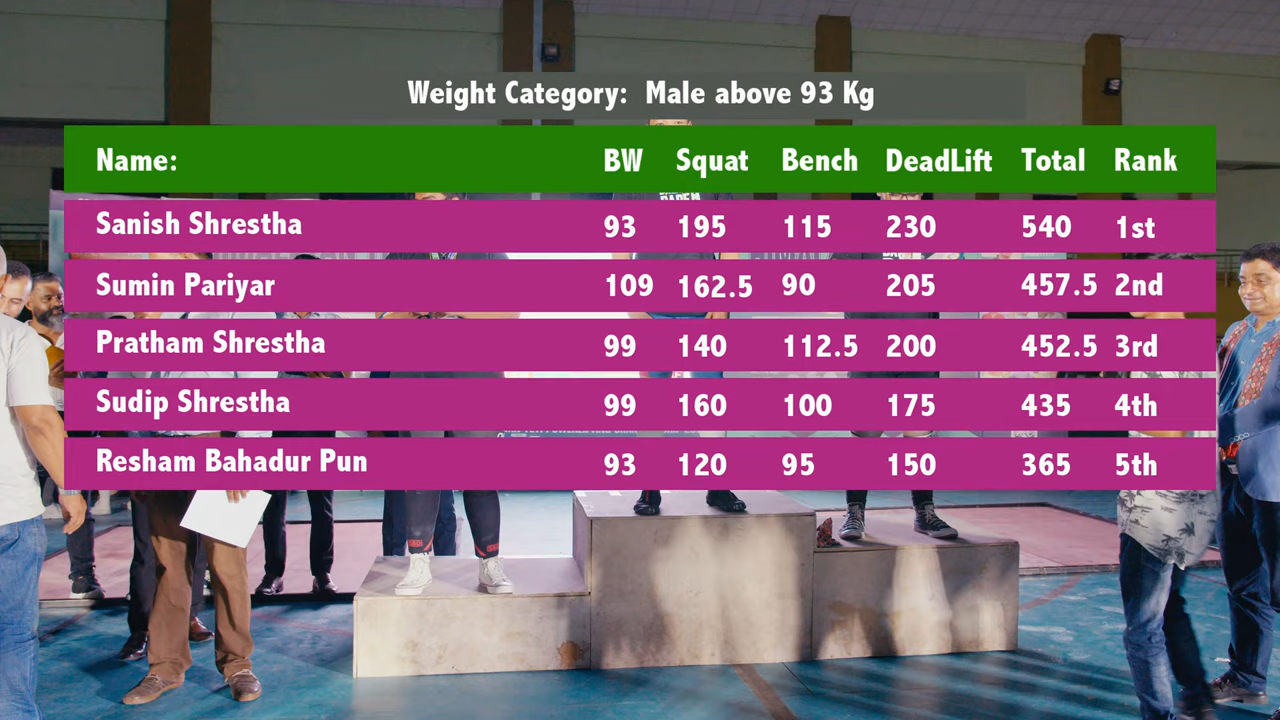 Weight Category: Male above 93 Kg
Name: BW Squat Bench DeadLift Total Rank
Sanish Shrestha 93 195 115 230 540 1st
Sumin Pariyar 109 162.5 90 205 457.5 2nd
Pratham Shrestha 99 140 112.5 200 452.5 3rd
Sudip Shrestha 99 160 100 175 435 4th
Resham Bahadur Pun 93 120 95 150 365 5th